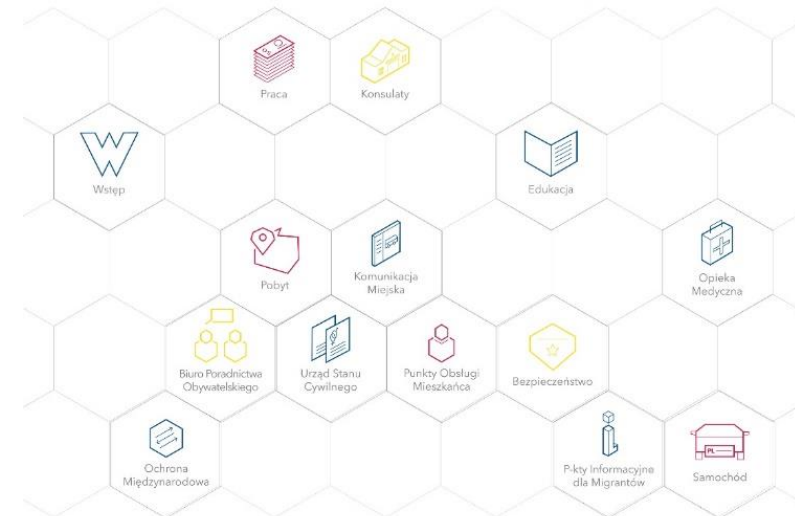 Praca
Konsulaty
Wstęp
Edukacja
Pobyt
Komunikacja
Miejska
Opieka
Medyczna
Biuro Poradnictwa
Obywatelskiego
Urząd Stanu
Cywilnego
Punkty Obsługi
Mieszkańca
Bezpieczeństwo
Ochrona
Międzynarodowa
P-kty Informacyjne
dla Migrantów
PL
Samochód